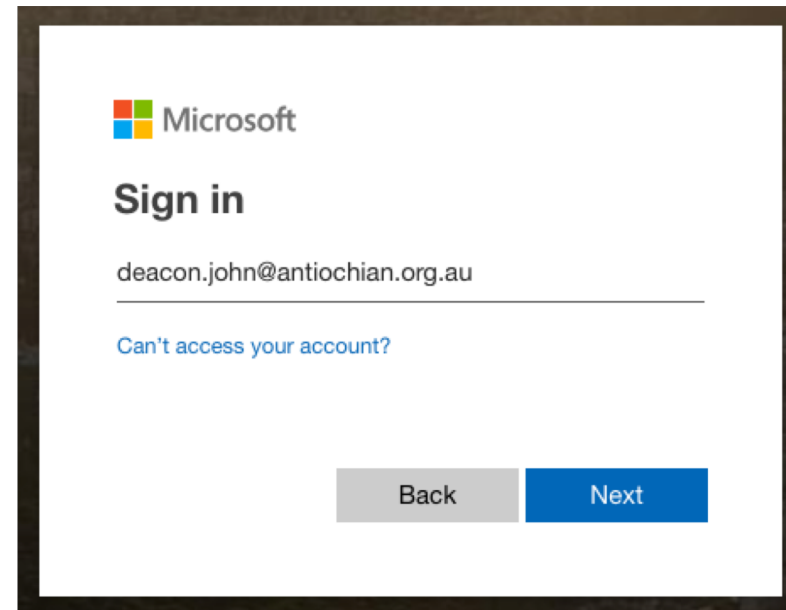 Microsoft
Sign in
deacon.john@antiochian.org.au
Can’t access your account?
Back
Next